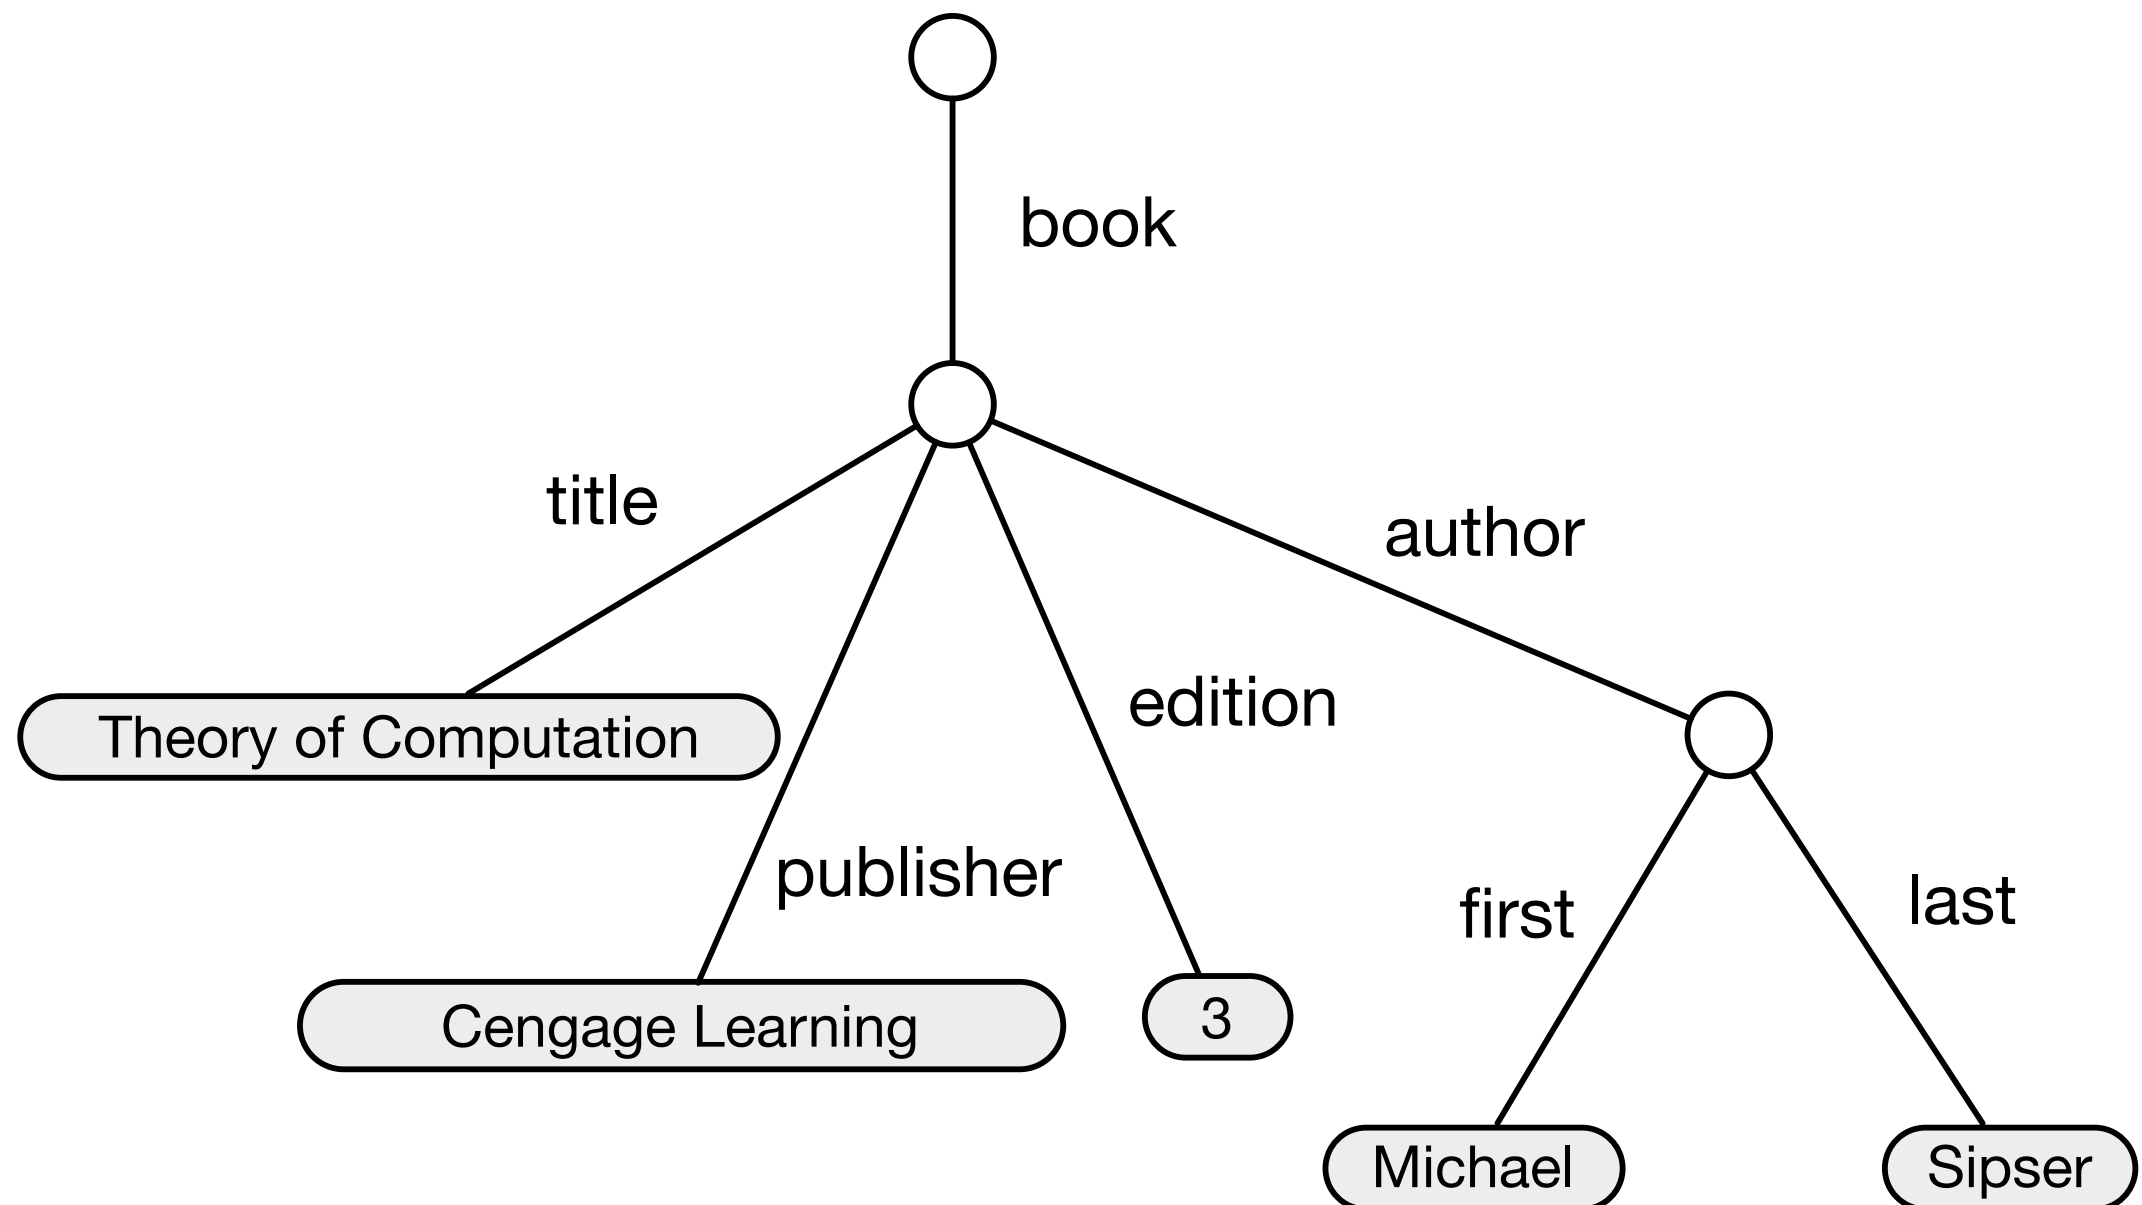 book
title
author
edition
Theory of Computation
publisher
first
last
Cengage Learning
3
Michael
Sipser